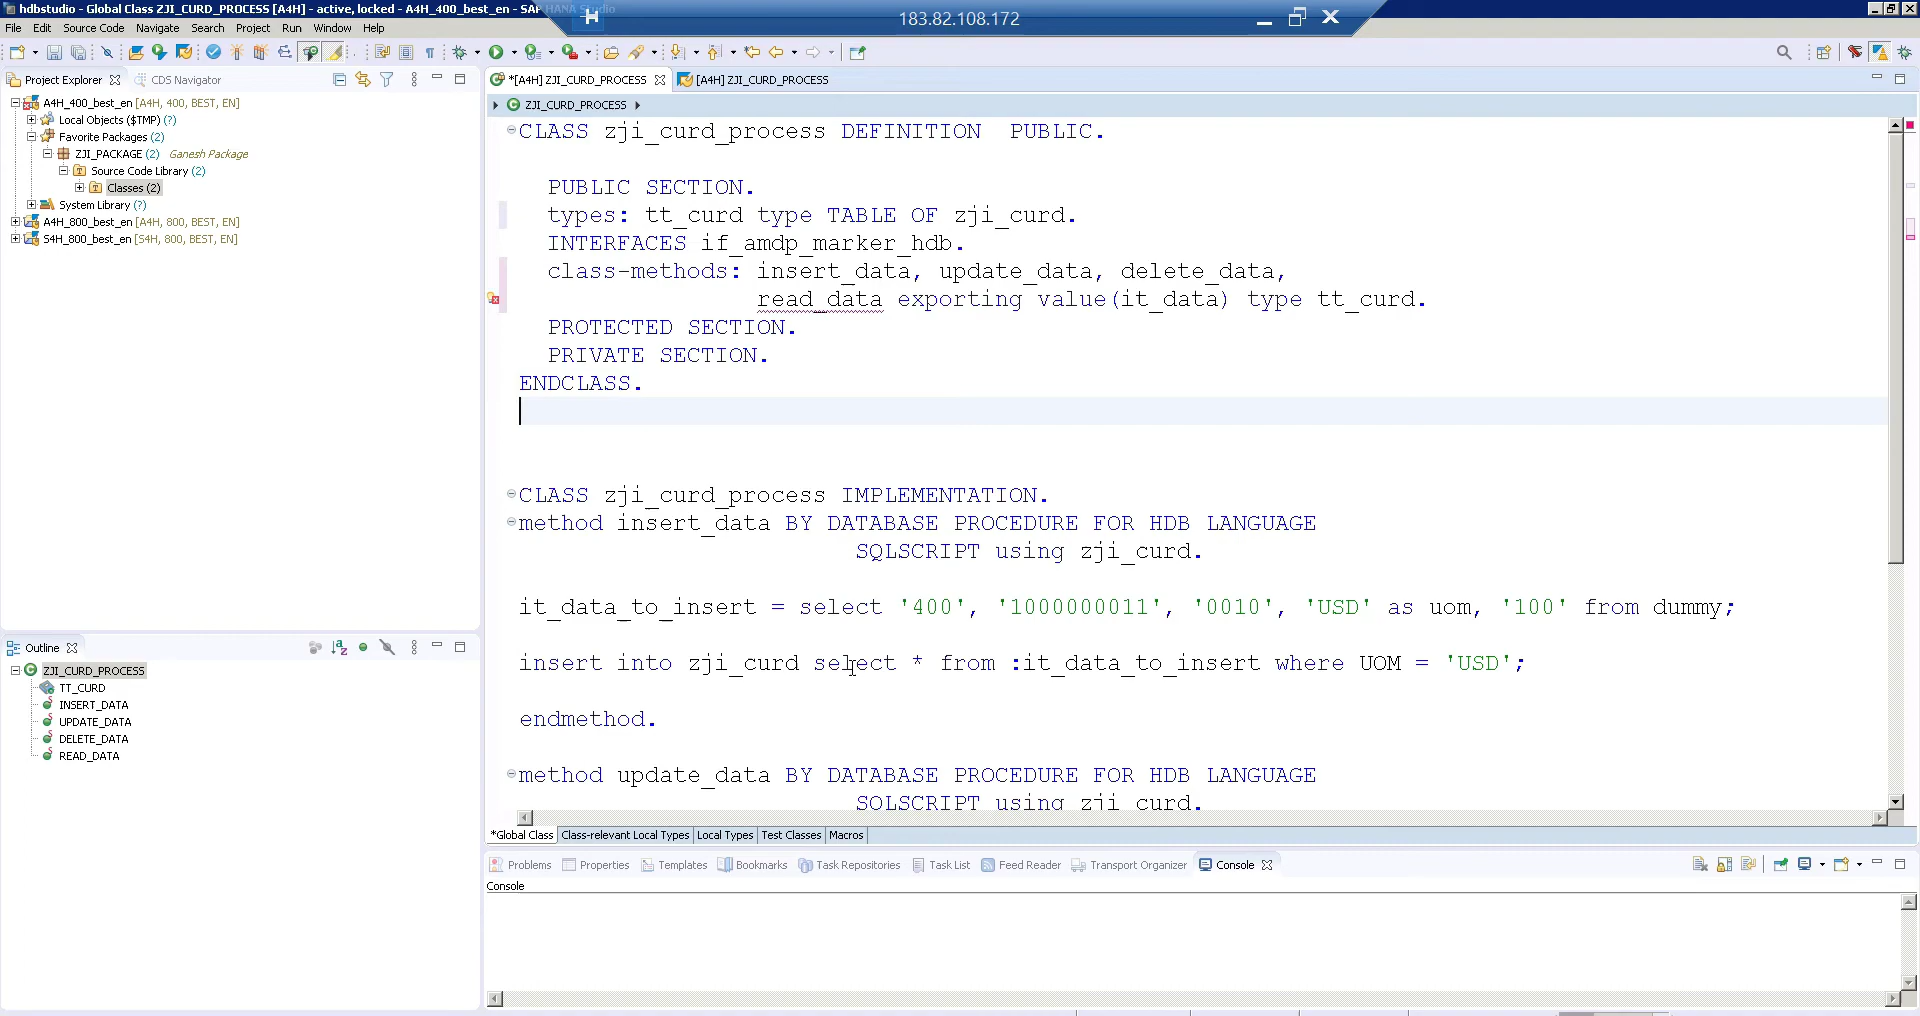 hdbstudio - Global Class ZJI_CURD_PROCESS [A4H] - active, locked - A4H_400_best_en - SAP HANA Studio
183.82.108.172
File Edit Source Code Navigate Search Project Run Window Help
Project Explorer CDS Navigator
A4H_400_best_en [A4H, 400, BEST, EN]
Local Objects ($TMP) (?)
Favorite Packages (2)
ZJI_PACKAGE (2) Ganesh Package
Source Code Library (2)
Classes (2)
System Library (?)
A4H_800_best_en [A4H, 800, BEST, EN]
S4H_800_best_en [S4H, 800, BEST, EN]
Outline
ZJI_CURD_PROCESS
TT_CURD
INSERT_DATA
UPDATE_DATA
DELETE_DATA
READ_DATA
*[A4H] ZJI_CURD_PROCESS [A4H] ZJI_CURD_PROCESS
ZJI_CURD_PROCESS
CLASS zji_curd_process DEFINITION PUBLIC.
PUBLIC SECTION.
types: tt_curd type TABLE OF zji_curd.
INTERFACES if_amdp_marker_hdb.
class-methods: insert_data, update_data, delete_data,
read_data exporting value(it_data) type tt_curd.
PROTECTED SECTION.
PRIVATE SECTION.
ENDCLASS.
CLASS zji_curd_process IMPLEMENTATION.
method insert_data BY DATABASE PROCEDURE FOR HDB LANGUAGE
SQLSCRIPT using zji_curd.
it_data_to_insert = select '400', '1000000011', '0010', 'USD' as uom, '100' from dummy;
insert into zji_curd select * from :it_data_to_insert where UOM = 'USD';
endmethod.
method update_data BY DATABASE PROCEDURE FOR HDB LANGUAGE
SQLSCRIPT using zji_curd.
*Global Class Class-relevant Local Types Local Types Test Classes Macros
Problems Properties Templates Bookmarks Task Repositories Task List Feed Reader Transport Organizer Console
Console